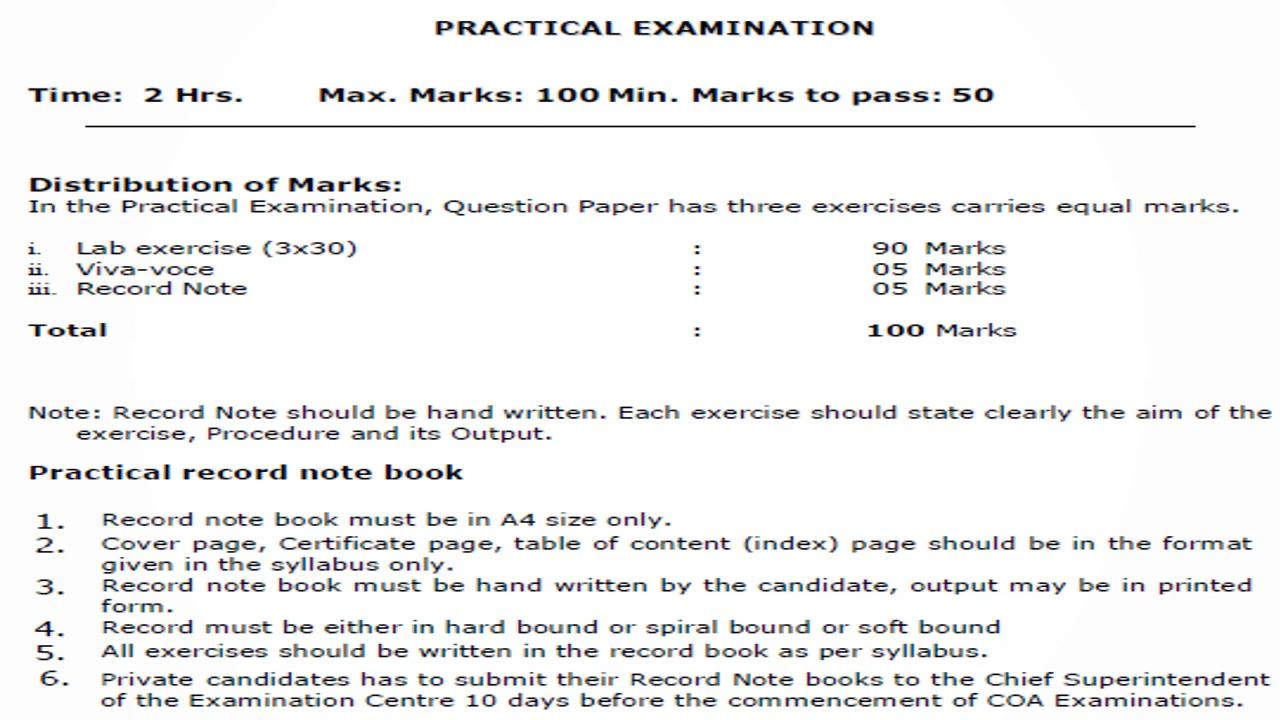 PRACTICAL EXAMINATION
Time: 2 Hrs. Max. Marks: 100 Min. Marks to pass: 50
Distribution of Marks:
In the Practical Examination, Question Paper has three exercises carries equal marks.
i. Lab exercise (3x30) : 90 Marks
ii. Viva-voce : 05 Marks
iii. Record Note : 05 Marks
Total : 100 Marks
Note: Record Note should be hand written. Each exercise should state clearly the aim of the
exercise, Procedure and its Output.
Practical record note book
1. Record note book must be in A4 size only.
2. Cover page, Certificate page, table of content (index) page should be in the format
given in the syllabus only.
3. Record note book must be hand written by the candidate, output may be in printed
form.
4. Record must be either in hard bound or spiral bound or soft bound
5. All exercises should be written in the record book as per syllabus.
6. Private candidates has to submit their Record Note books to the Chief Superintendent
of the Examination Centre 10 days before the commencement of COA Examinations.